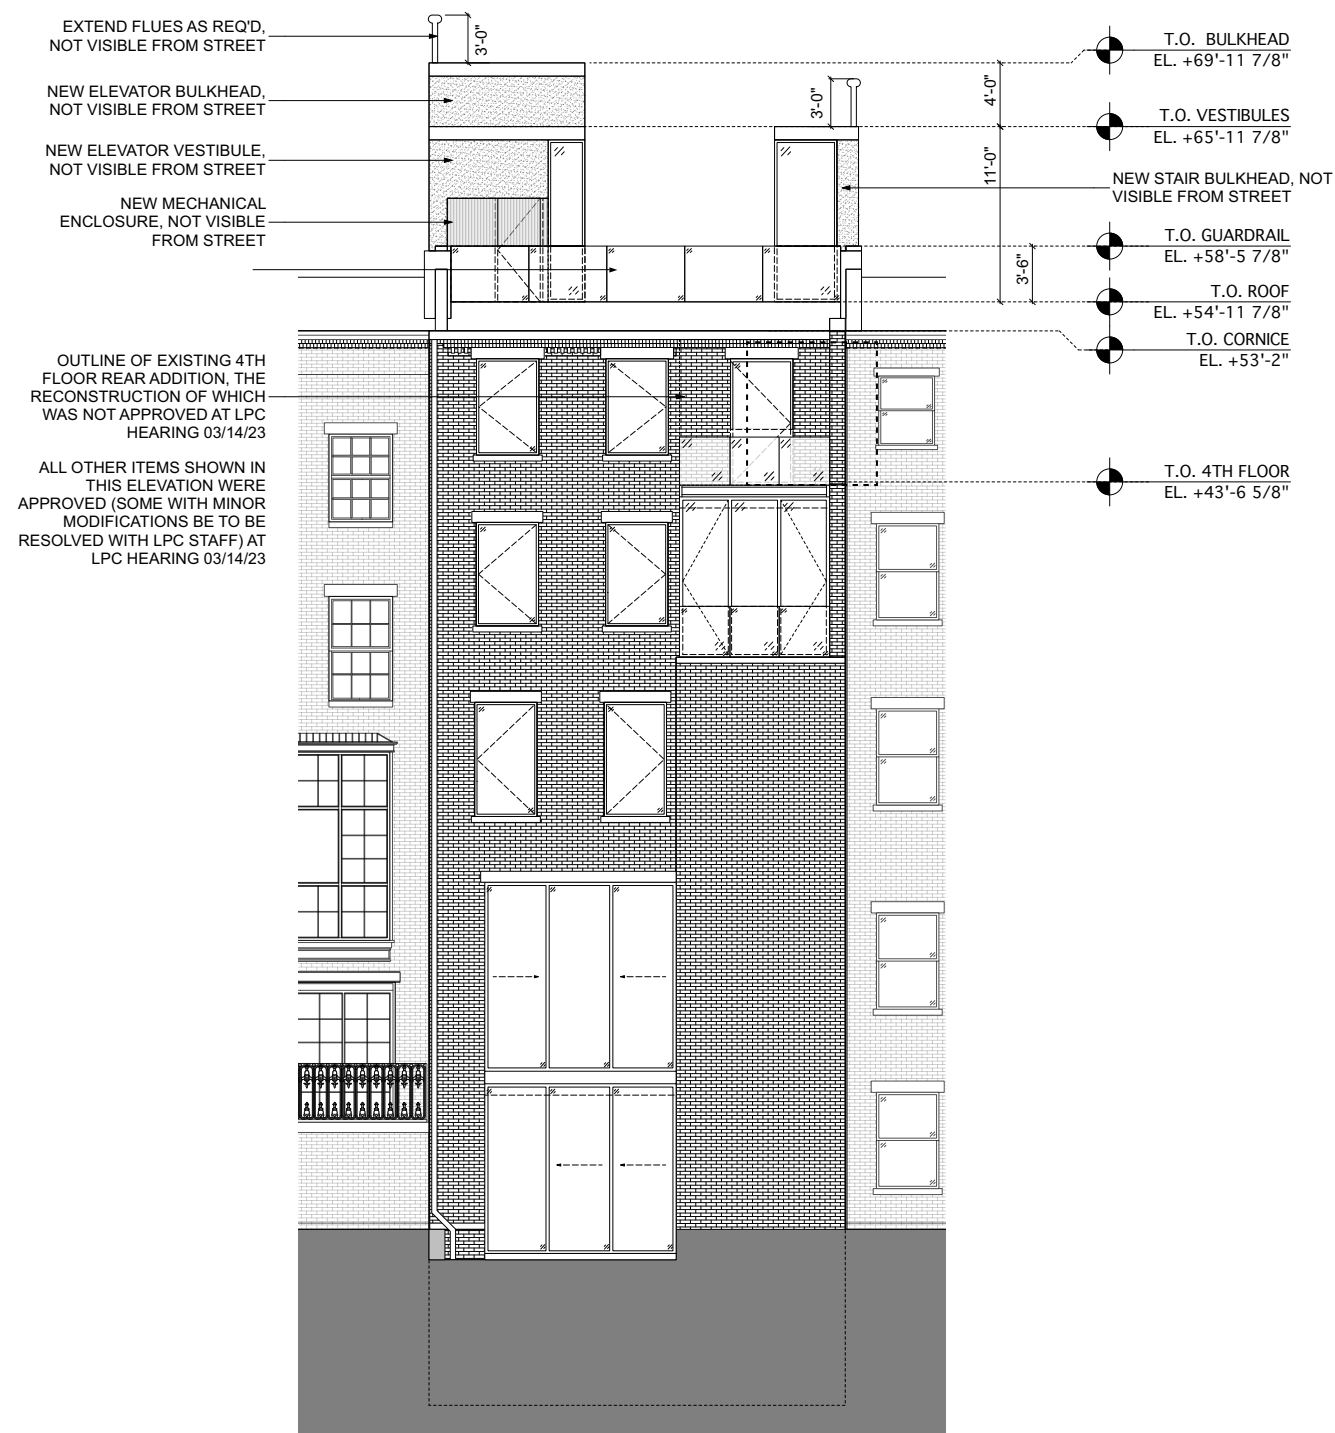 EXTEND FLUES AS REQ'D,
NOT VISIBLE FROM STREET
3'-0"
NEW ELEVATOR BULKHEAD,
NOT VISIBLE FROM STREET
NEW ELEVATOR VESTIBULE,
NOT VISIBLE FROM STREET
NEW MECHANICAL
ENCLOSURE, NOT VISIBLE
FROM STREET
OUTLINE OF EXISTING 4TH
FLOOR REAR ADDITION, THE
RECONSTRUCTION OF WHICH
WAS NOT APPROVED AT LPC
HEARING 03/14/23
ALL OTHER ITEMS SHOWN IN
THIS ELEVATION WERE
APPROVED (SOME WITH MINOR
MODIFICATIONS BE TO BE
RESOLVED WITH LPC STAFF) AT
LPC HEARING 03/14/23
3'-0"
4'-0"
11'-0"
3'-6"
T.O. BULKHEAD
EL. +69'-11 7/8"
T.O. VESTIBULES
EL. +65'-11 7/8"
NEW STAIR BULKHEAD, NOT
VISIBLE FROM STREET
T.O. GUARDRAIL
EL. +58'-5 7/8"
T.O. ROOF
EL. +54'-11 7/8"
T.O. CORNICE
EL. +53'-2"
T.O. 4TH FLOOR
EL. +43'-6 5/8"